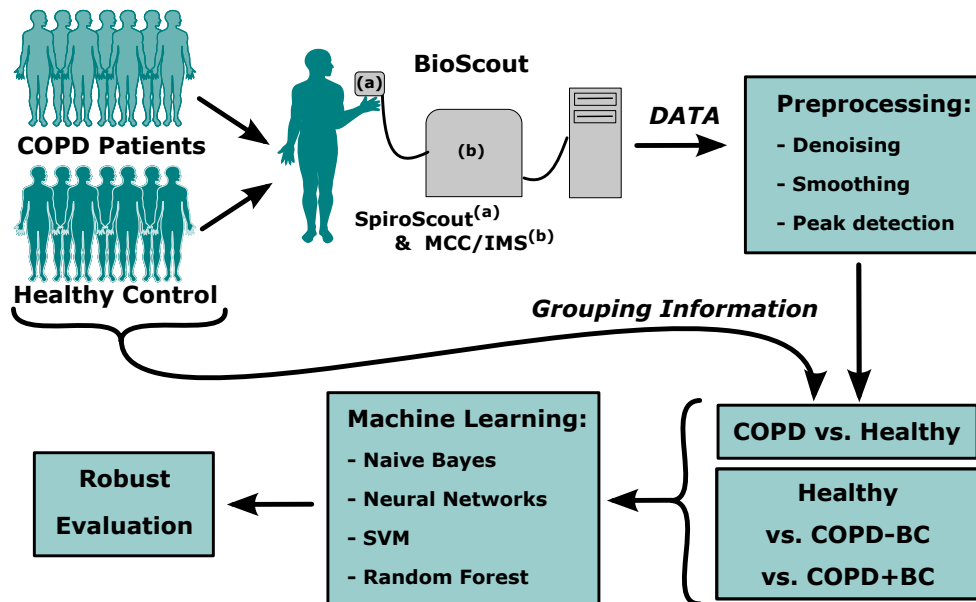 COPD Patients
Healthy Control
BioScout
(a)
(b)
SpiroScout(a)
& MCC/IMS(b)
DATA
Preprocessing:
- Denoising
- Smoothing
- Peak detection
Grouping Information
COPD vs. Healthy
Healthy
vs. COPD-BC
vs. COPD+BC
Machine Learning:
- Naive Bayes
- Neural Networks
- SVM
- Random Forest
Robust
Evaluation